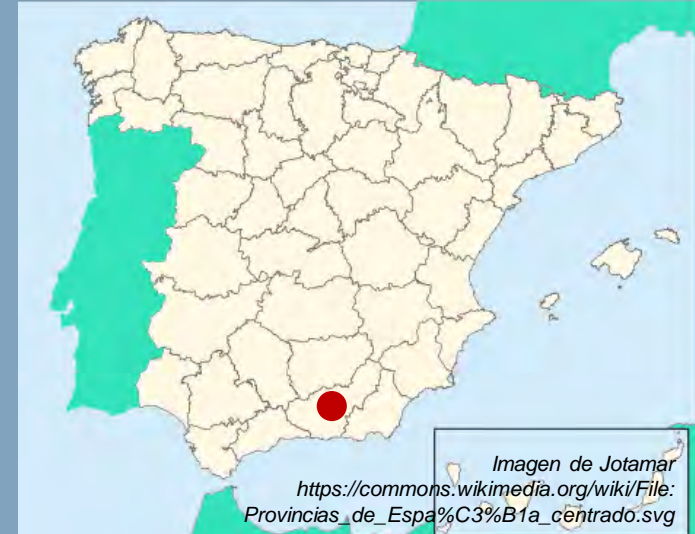 Imagen de Jotamar
https://commons.wikimedia.org/wiki/File:
Provincias_de_Espa%C3%B1a_centrado.svg